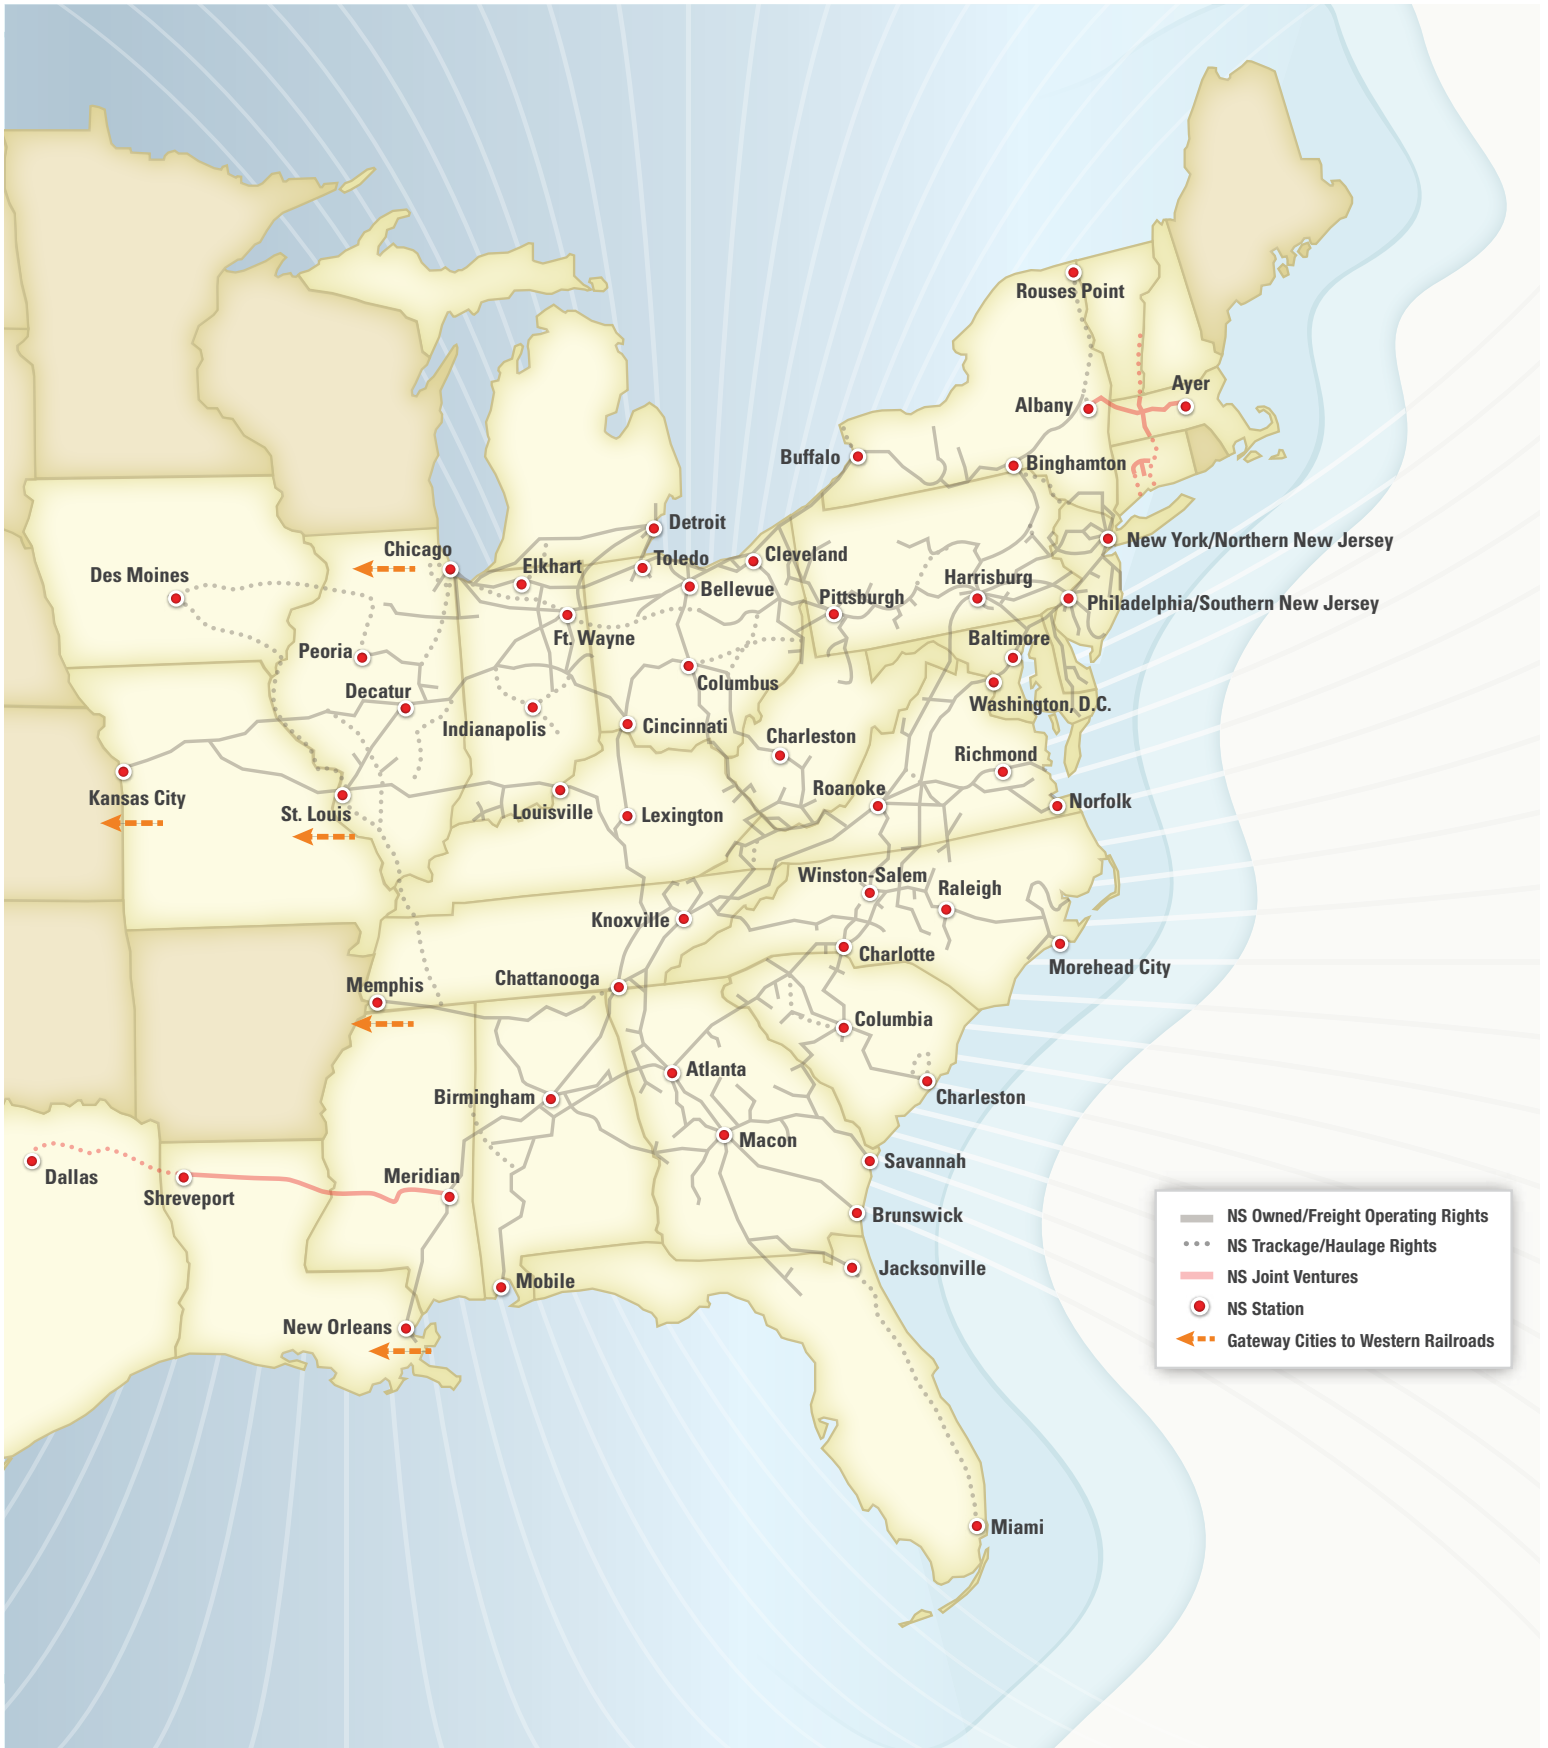 Rouses Point
Ayer
Albany
Buffalo
Binghamton
Detroit
New York/Northern New Jersey
Chicago
Toledo
Cleveland
Elkhart
Des Moines
Bellevue
Harrisburg
Pittsburgh
Philadelphia/Southern New Jersey
Ft. Wayne
Baltimore
Peoria
Columbus
Decatur
Washington, D.C.
Indianapolis
Cincinnati
Charleston
Richmond
Roanoke
Kansas City
Norfolk
St. Louis
Louisville
Lexington
Winston-Salem
Raleigh
Knoxville
Charlotte
Morehead City
Chattanooga
Memphis
Columbia
Atlanta
Birmingham
Charleston
Macon
Savannah
Dallas
Meridian
Shreveport
Brunswick
Jacksonville
Mobile
New Orleans
Miami
NS Owned/Freight Operating Rights
NS Trackage/Haulage Rights
NS Joint Ventures
NS Station
Gateway Cities to Western Railroads